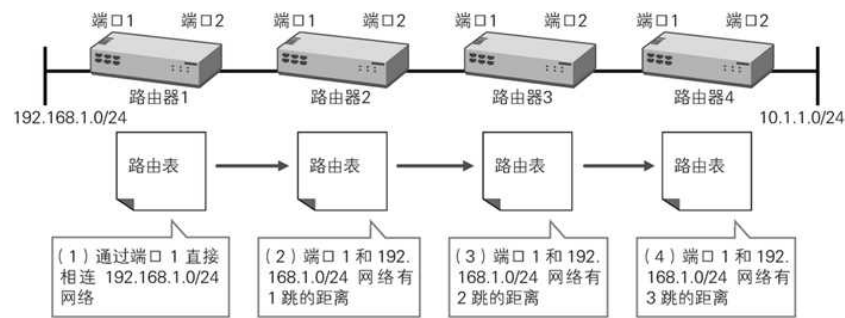 端口1 端口2 端口1 端口2 端口1 端口2 端口1 端口2
路由器1 路由器2 路由器3 路由器4
192.168.1.0/24 10.1.1.0/24
路由表 路由表 路由表 路由表
(1)通过端口 1 直接
相连 192.168.1.0/24
网络
(2)端口 1 和 192.
168.1.0/24 网络有
1 跳的距离
(3)端口 1 和 192.
168.1.0/24 网络有
2 跳的距离
(4)端口 1 和 192.
168.1.0/24 网络有
3 跳的距离